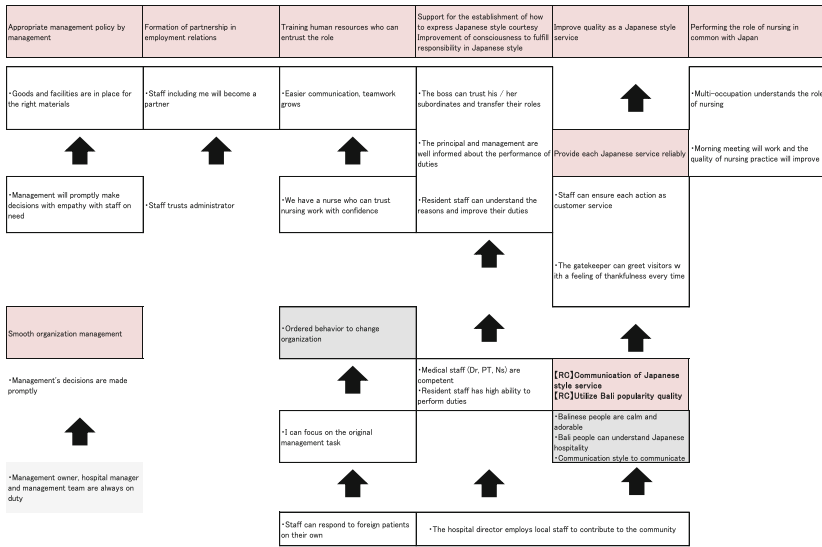 Appropriate management policy by
management
Formation of partnership in
employment relations
Training human resources who can
entrust the role
Support for the establishment of how
to express Japanese style courtesy
Improvement of consciousness to fulfill
responsibility in Japanese style
Improve quality as a Japanese style
service
Performing the role of nursing in
common with Japan
・Goods and facilities are in place for
the right materials
・Staff including me will become a
partner
・Easier communication, teamwork
grows
・The boss can trust his / her
subordinates and transfer their roles
・Multi-occupation understands the role
of nursing
・The principal and management are
well informed about the performance of
duties
Provide each Japanese service reliably
・Morning meeting will work and the
quality of nursing practice will improve
・Management will promptly make
decisions with empathy with staff on
need
・Staff trusts administrator
・We have a nurse who can trust
nursing work with confidence
・Resident staff can understand the
reasons and improve their duties
・Staff can ensure each action as
customer service
・The gatekeeper can greet visitors w
ith a feeling of thankfulness every time
Smooth organization management
・Ordered behavior to change
organization
・Management's decisions are made
promptly
・Medical staff (Dr, PT, Ns) are
competent
・Resident staff has high ability to
perform duties
【RC】Communication of Japanese
style service
【RC】Utilize Bali popularity quality
・I can focus on the original
management task
・Balinese people are calm and
adorable
・Bali people can understand Japanese
hospitality
・Communication style to communicate
・Management owner, hospital manager
and management team are always on
duty
・Staff can respond to foreign patients
on their own
・The hospital director employs local staff to contribute to the community